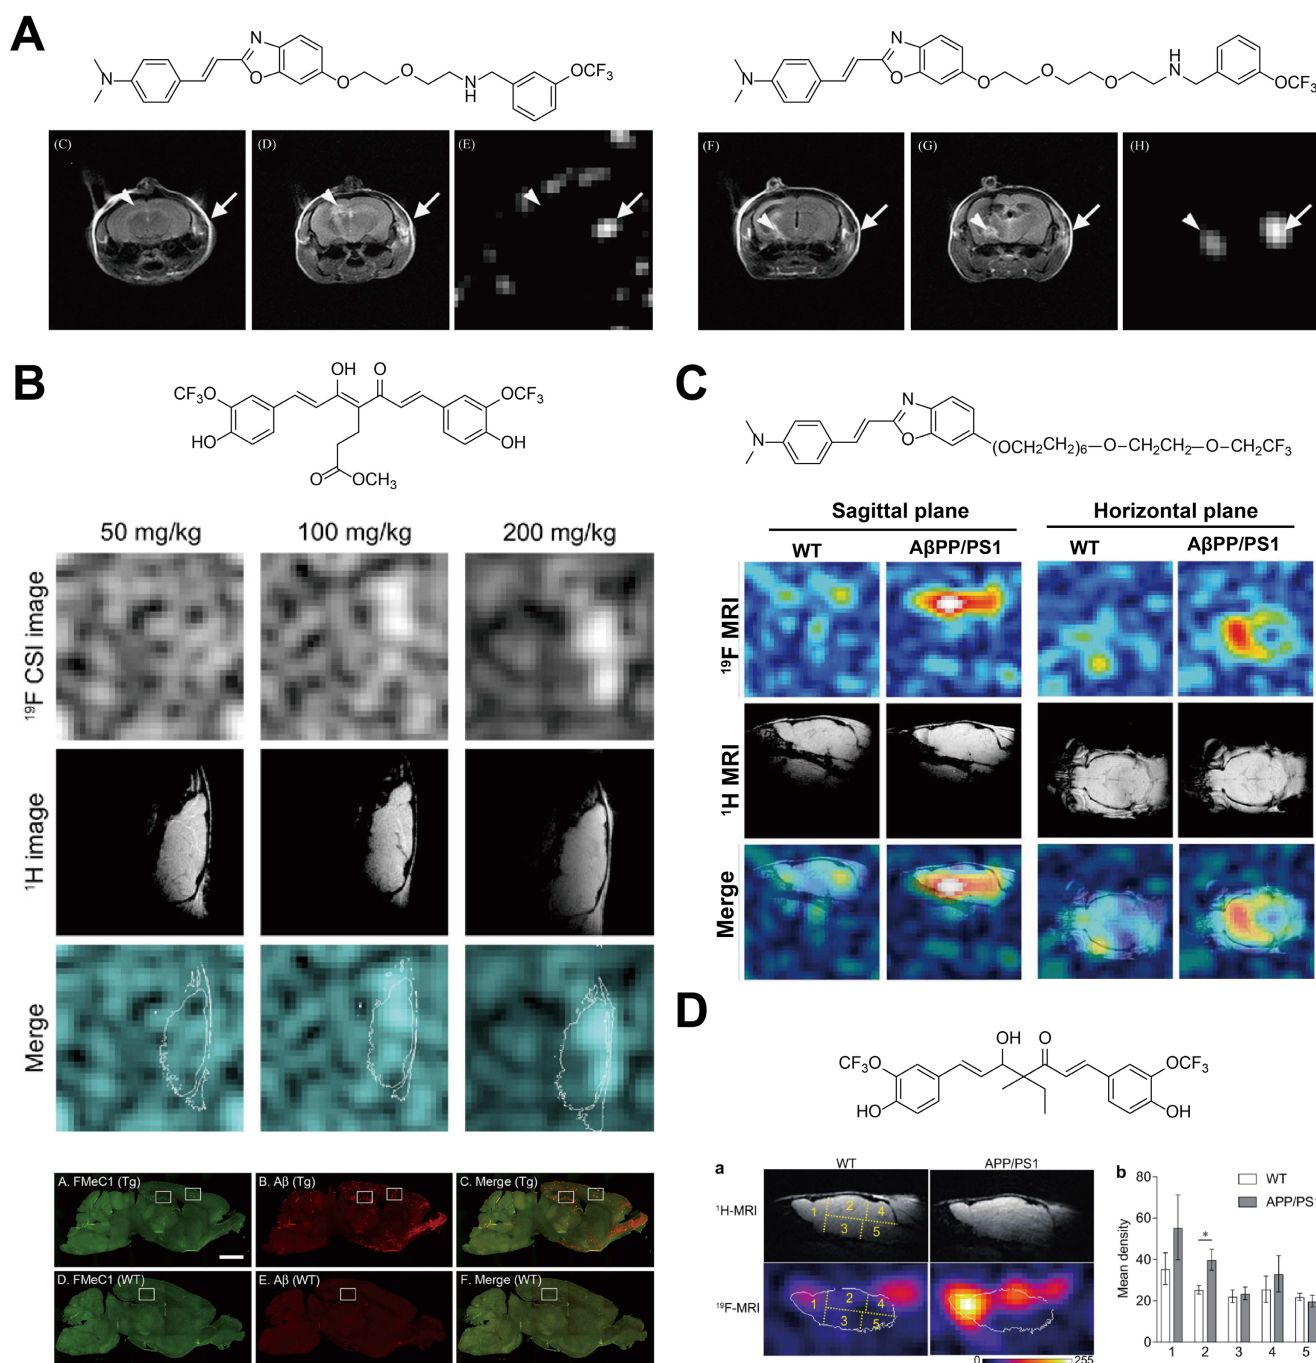 A
N
N
O
O
O
N
H
OCF₃
N
N
O
O
O
O
H
N
OCF₃
(C)
(D)
(E)
(F)
(G)
(H)
B
OH
O
OCF₃
OCF₃
HO
OH
O
OCH₃
50 mg/kg
100 mg/kg
200 mg/kg
¹⁹F CSI image
¹H image
Merge
A. FMeC1 (Tg)
B. Aβ (Tg)
C. Merge (Tg)
D. FMeC1 (WT)
E. Aβ (WT)
F. Merge (WT)
C
N
N
O
(OCH₂CH₂)₆—O—CH₂CH₂—O—CH₂CF₃
Sagittal plane
Horizontal plane
WT
AβPP/PS1
WT
AβPP/PS1
¹⁹F MRI
¹H MRI
Merge
D
OH
O
OCF₃
OCF₃
HO
OH
a
WT
APP/PS1
¹H-MRI
1
2
4
3
5
¹⁹F-MRI
1
2
4
3
5
0
255
b
WT
APP/PS1
Mean density
80
60
40
20
0
*
1 2 3 4 5